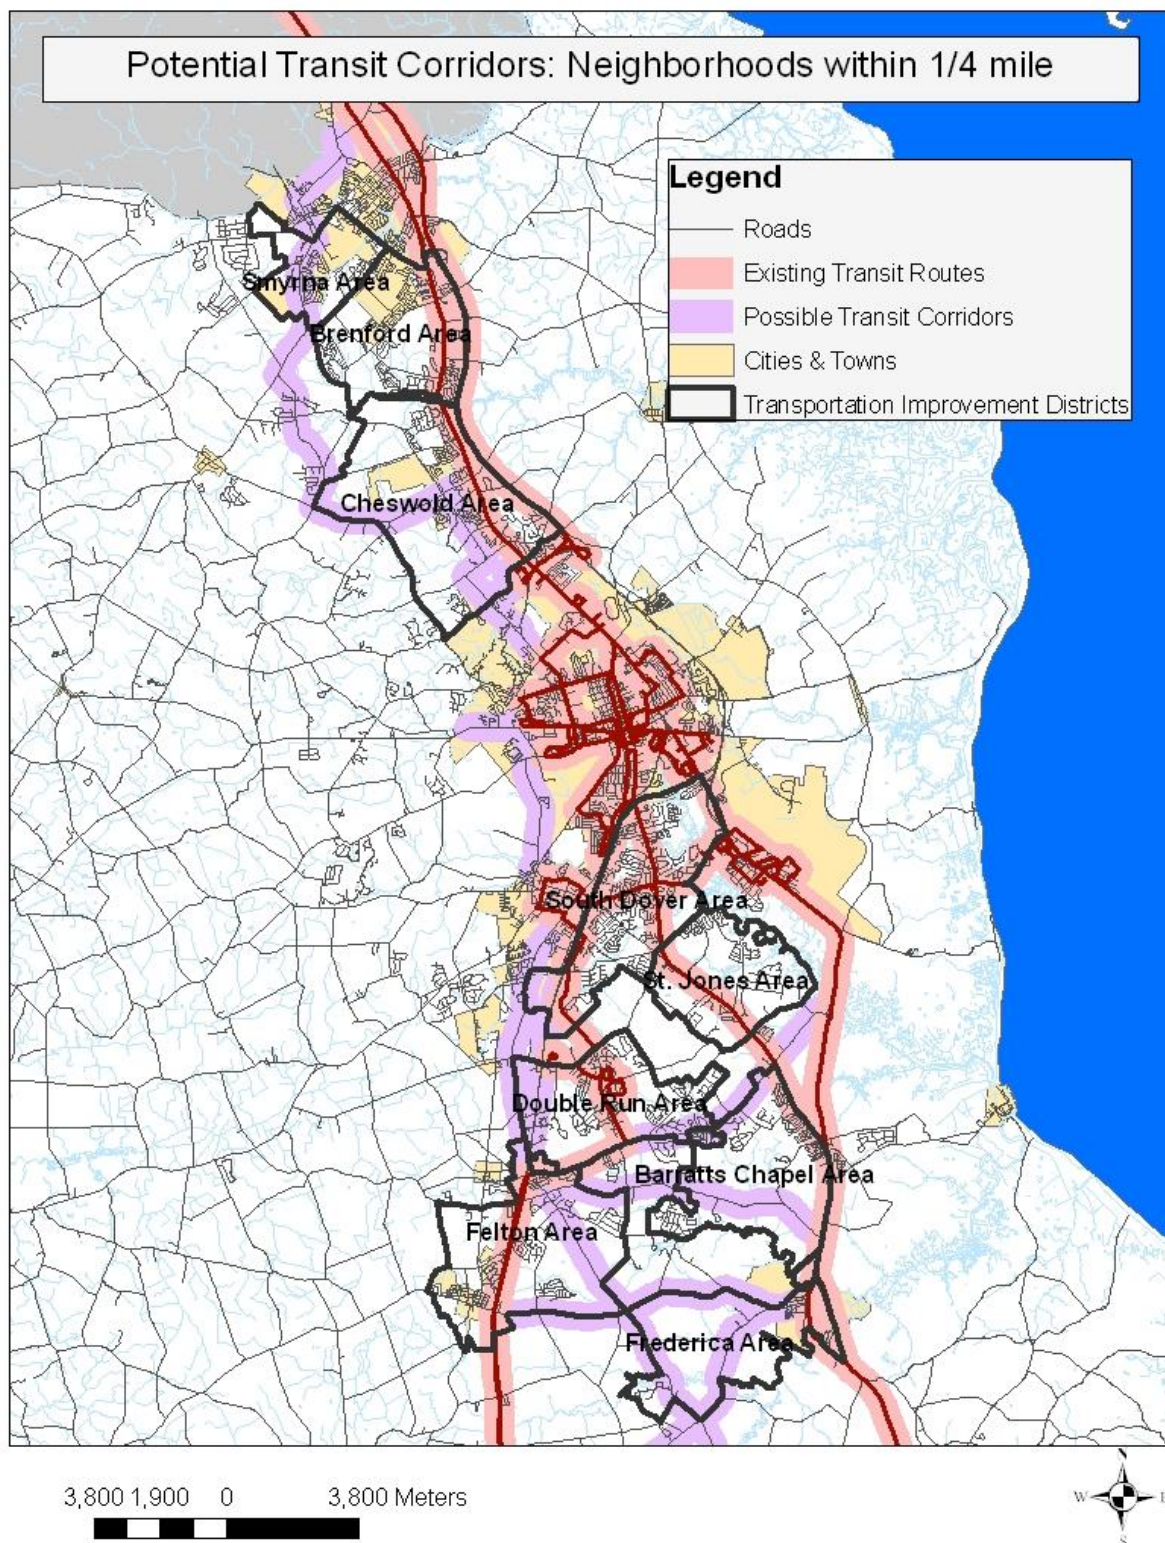 Potential Transit Corridors: Neighborhoods within 1/4 mile
Legend
Roads
Existing Transit Routes
Possible Transit Corridors
Cities & Towns
Transportation Improvement Districts
Smyrna Area
Brenford Area
Cheswold Area
South Dover Area
St. Jones Area
Double Run Area
Barratts Chapel Area
Felton Area
Frederica Area
3,800 1,900 0 3,800 Meters
N
W E
S